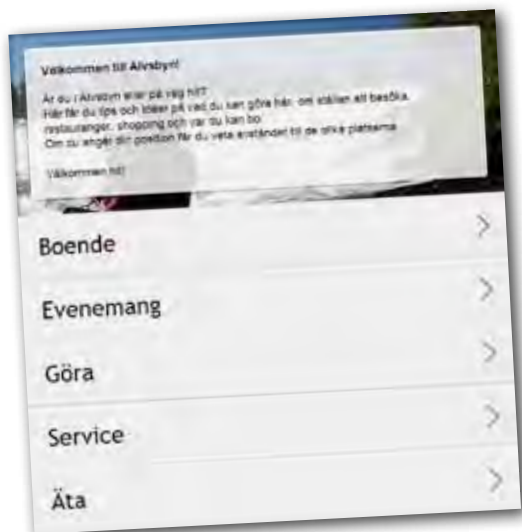 Välkommen till Älvsbyn!
Är du i Älvsbyn eller på väg hit?
Här får du tips och idéer på vad du kan göra här, om ställen att besöka,
restauranger, shopping och var du kan bo.
Om du anger din position får du veta avståndet till de olika platserna.
Välkommen hit!
Boende
Evenemang
Göra
Service
Äta